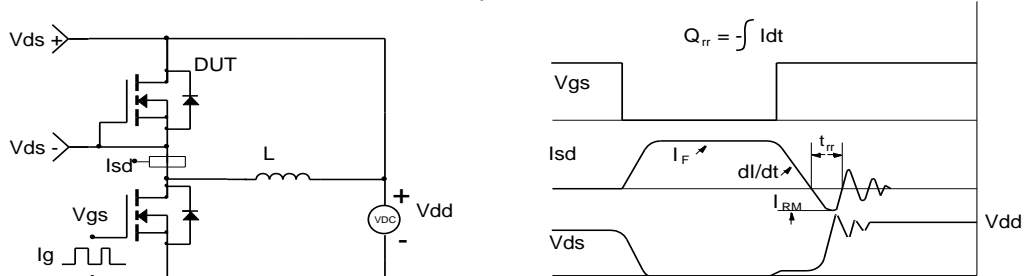 Vds +
DUT
Vds -
Isd
L
Vgs
Ig
+
VDC
Vdd
-
Qrr = -∫ Idt
Vgs
Isd
IF
dI/dt
trr
IRM
Vds
Vdd